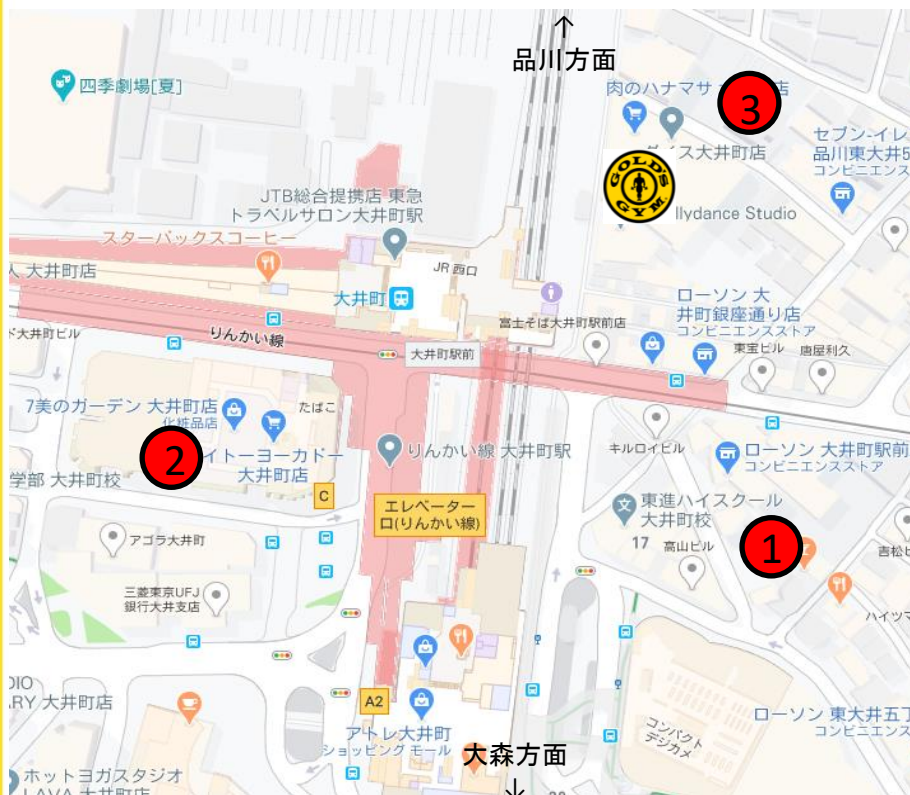 ↑
品川方面
四季劇場[夏]
肉のハナマサ
店
3
イス大井町店
セブン-イレ
品川東大井5
コンビニエンス
GOLD'S
GYM
llydance Studio
JTB総合提携店 東急
トラベルサロン大井町駅
スターバックスコーヒー
JR 西口
大井町店
大井町
ローソン 大
井町銀座通り店
コンビニエンスストア
富士そば大井町駅前店
東宝ビル
唐屋利久
ド大井町ビル
りんかい線
大井町駅前
7美のガーデン 大井町店
化粧品店
たばこ
2
イトーヨーカドー
大井町店
りんかい線 大井町駅
キルロイビル
ローソン 大井町駅前
コンビニエンスストア
学部 大井町校
C
エレベーター
口(りんかい線)
東進ハイスクール
大井町校
17
高山ビル
1
吉松ビ
アゴラ大井町
三菱東京UFJ
銀行大井支店
ハイツマ
DIO
ARY 大井町店
A2
アトレ大井町
ショッピング モール
コンパクト
デジカメ
ローソン 東大井五丁
コンビニエンス
大森方面
↓
ホットヨガスタジオ
LAVA 大井町店